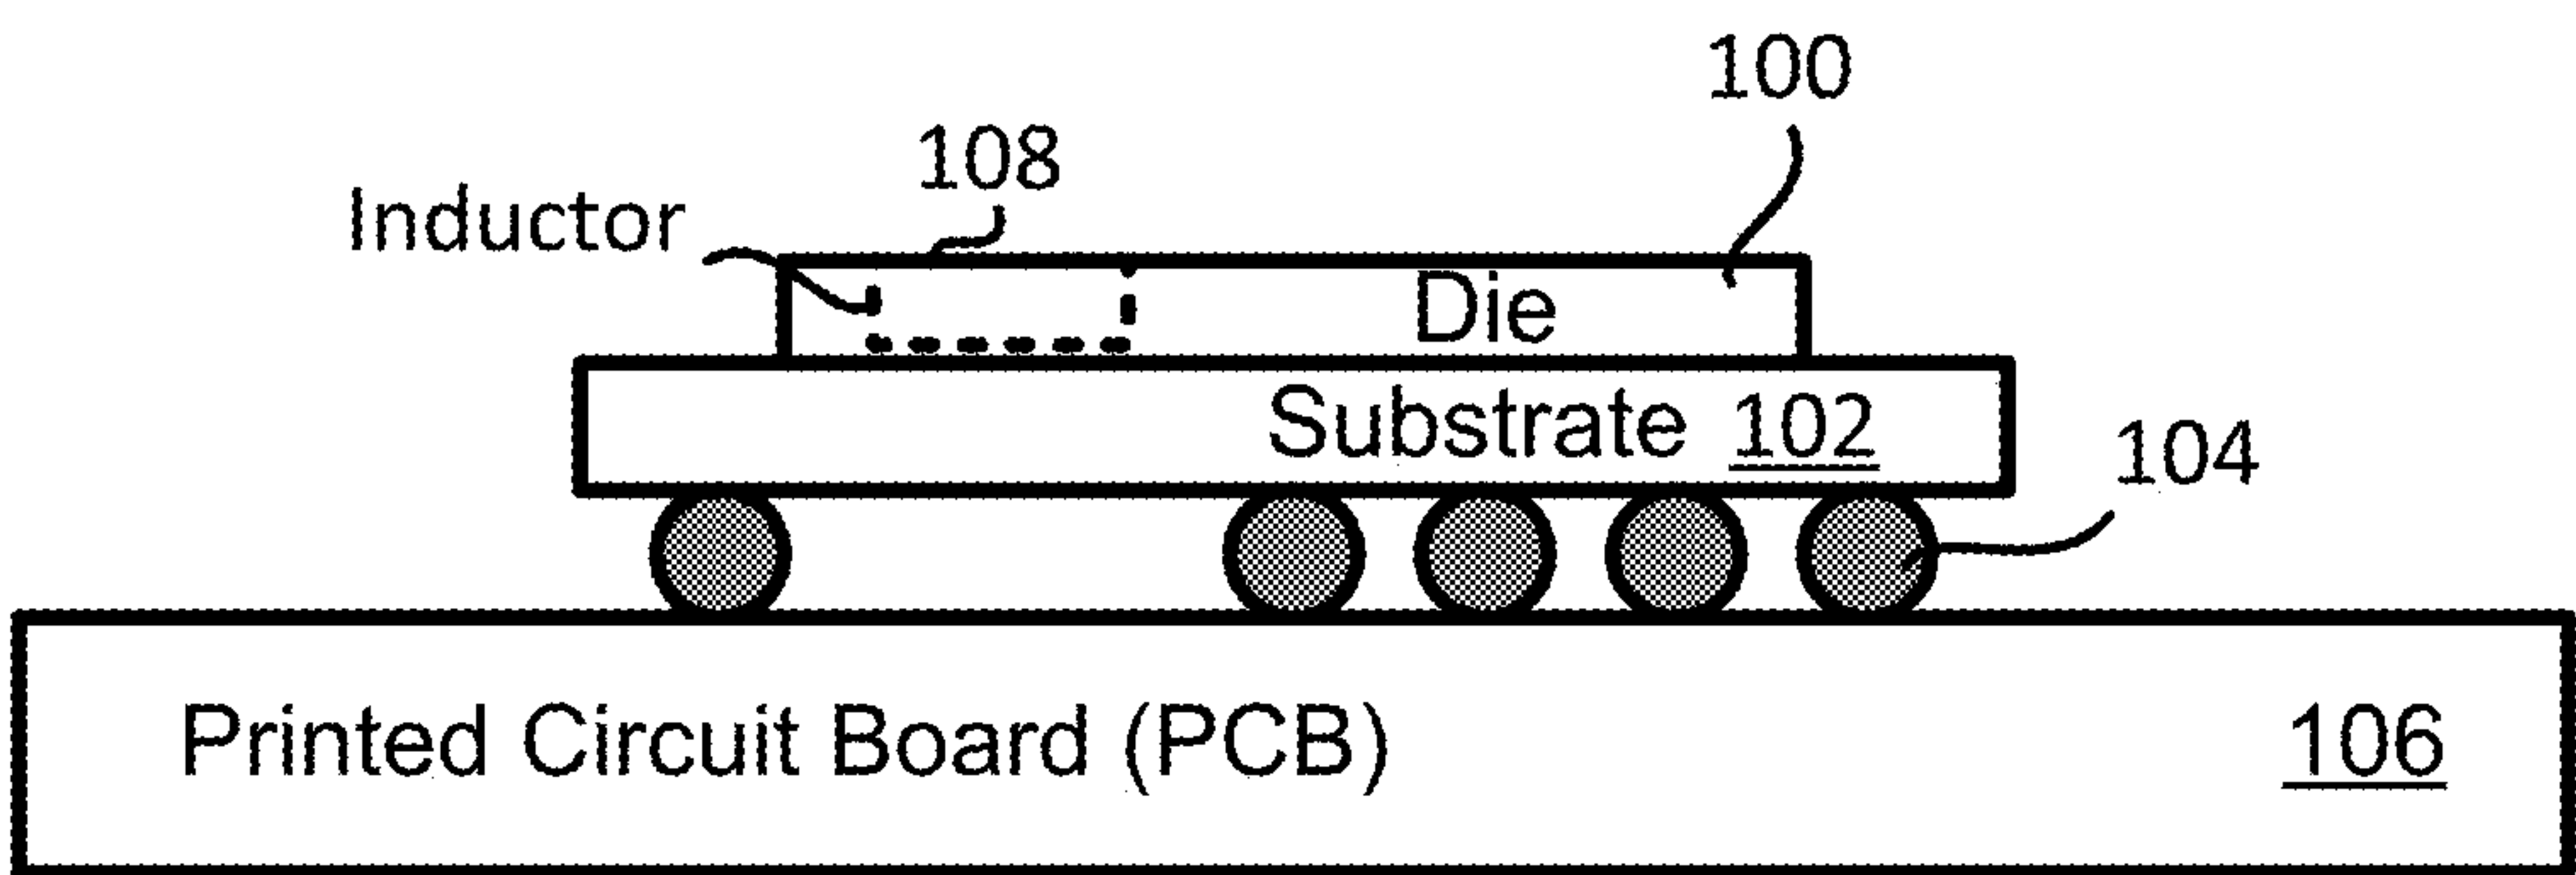 100
108
Inductor
Die
Substrate 102
104
Printed Circuit Board (PCB) 106